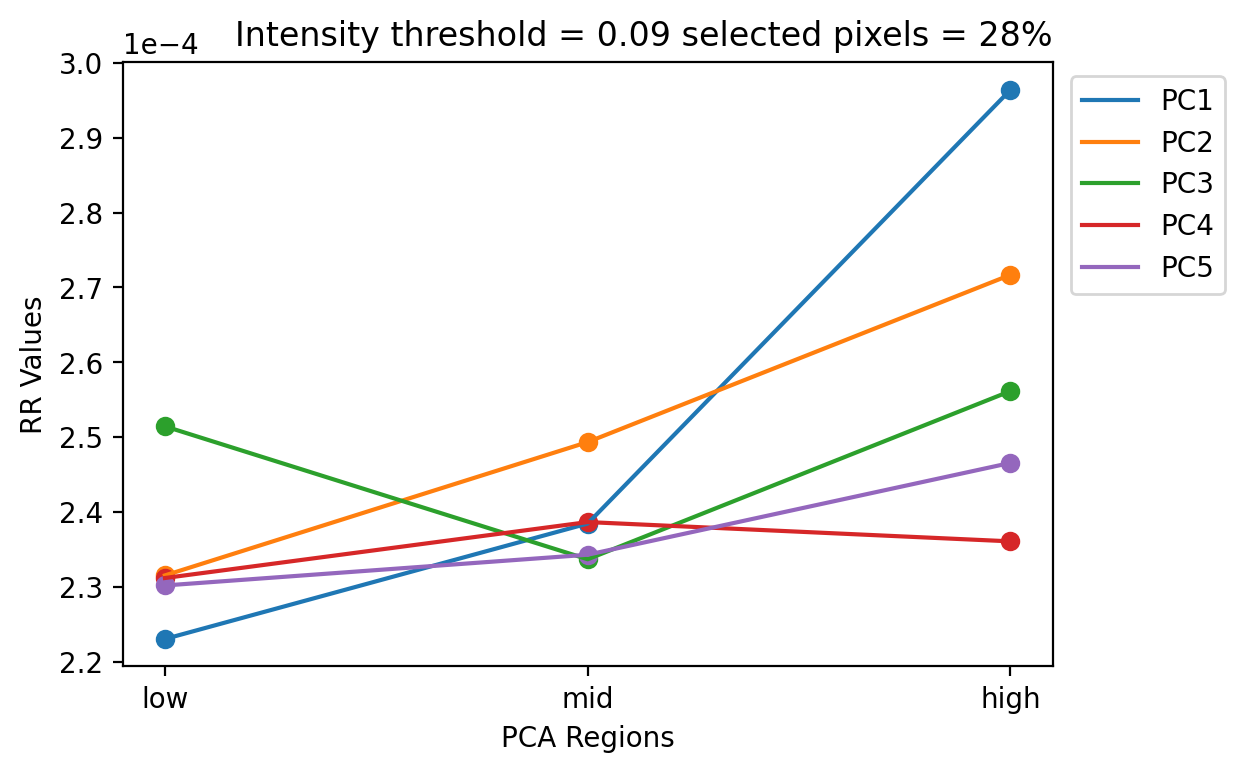 Intensity threshold = 0.09 selected pixels = 28%
1e−4
3.0
2.9
2.8
2.7
2.6
2.5
2.4
2.3
2.2
RR Values
low
mid
high
PCA Regions
PC1
PC2
PC3
PC4
PC5